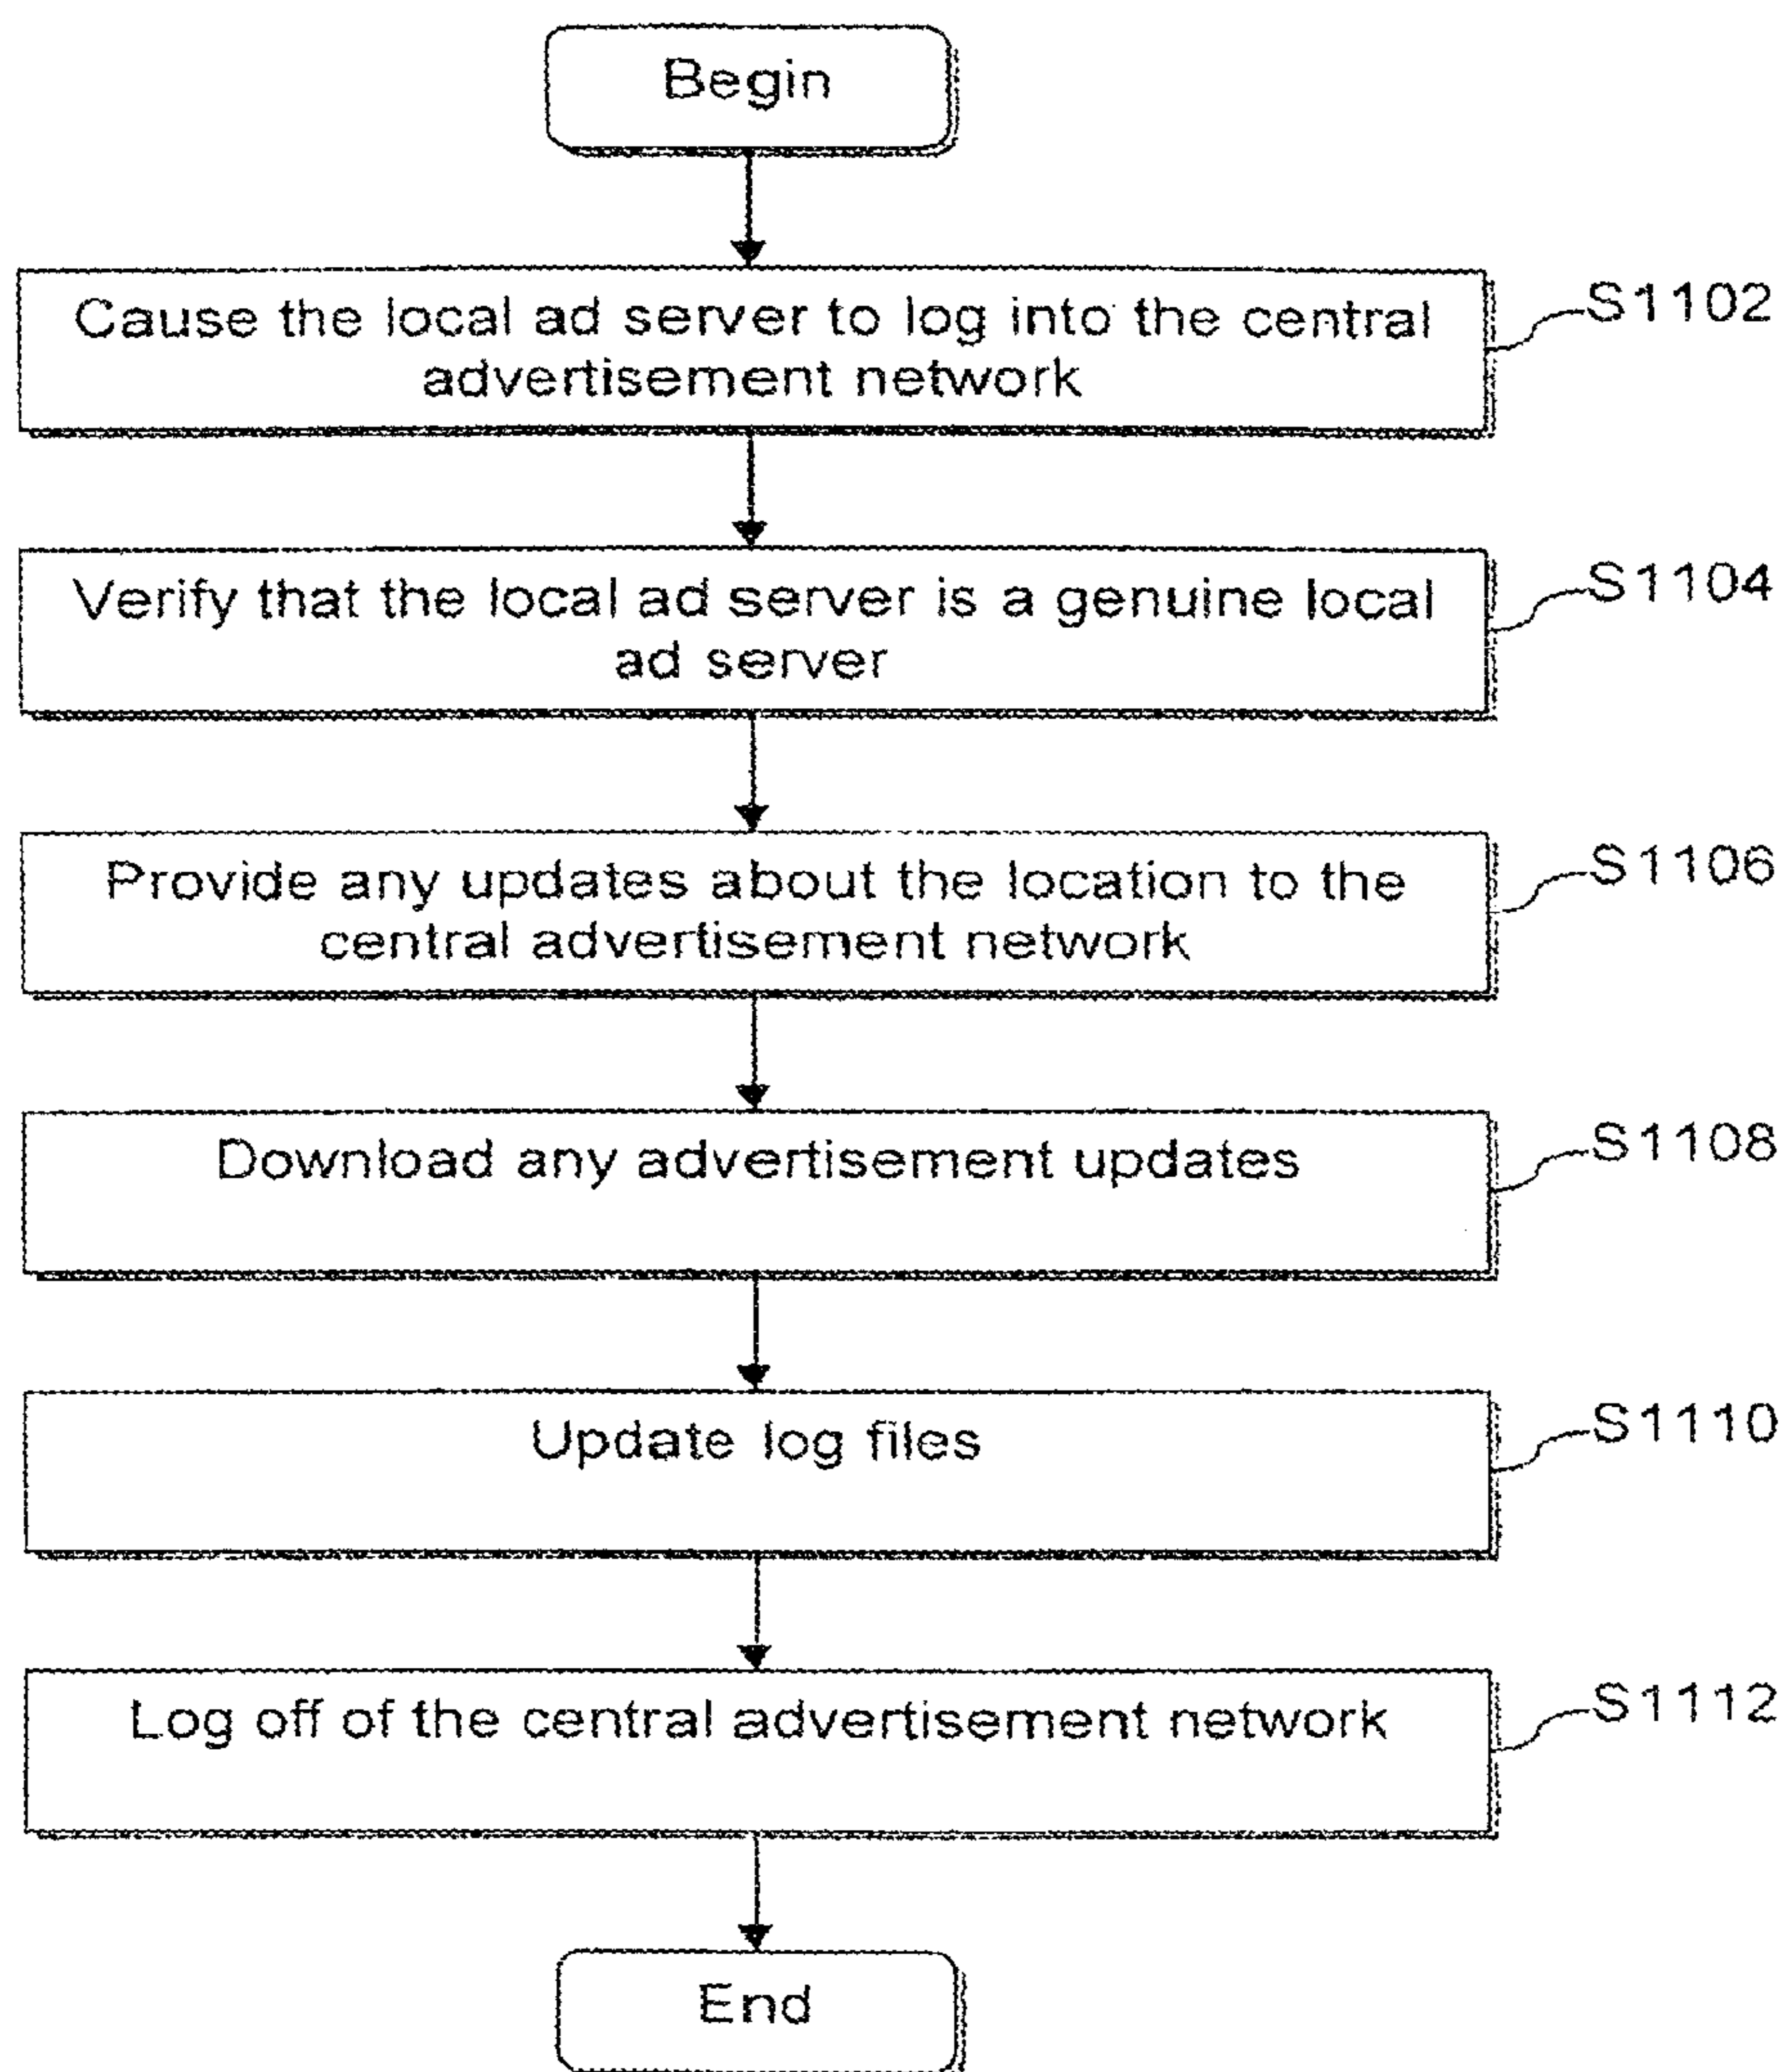 Begin
Cause the local ad server to log into the central
advertisement network
S1102
Verify that the local ad server is a genuine local
ad server
S1104
Provide any updates about the location to the
central advertisement network
S1106
Download any advertisement updates
S1108
Update log files
S1110
Log off of the central advertisement network
S1112
End